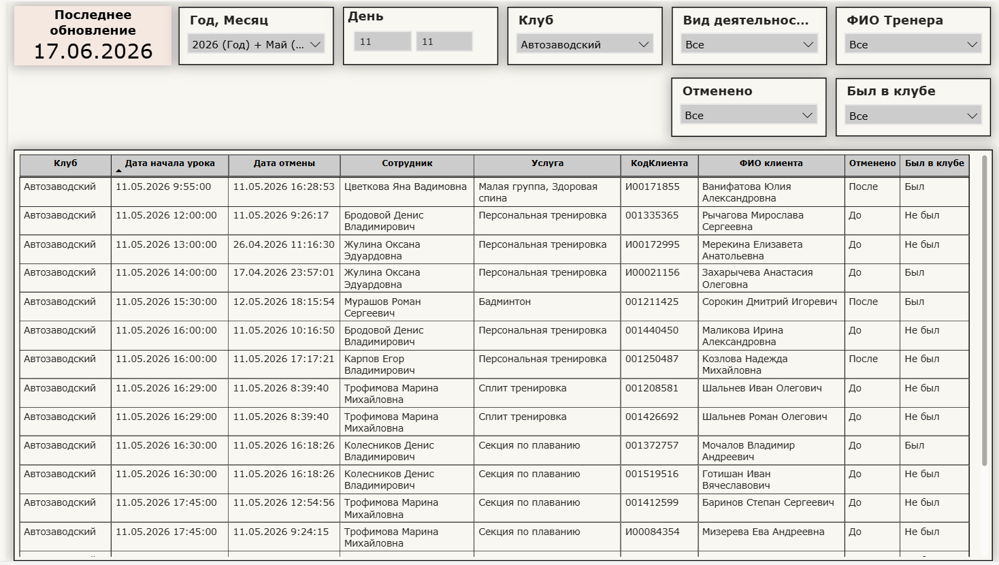 Последнее
обновление
17.06.2026
Год, Месяц
2026 (Год) + Май (...
День
11 11
Клуб
Автозаводский
Вид деятельнос...
Все
ФИО Тренера
Все
Отменено
Все
Был в клубе
Все
Клуб Дата начала урока Дата отмены Сотрудник Услуга КодКлиента ФИО клиента Отменено Был в клубе
Автозаводский 11.05.2026 9:55:00 11.05.2026 16:28:53 Цветкова Яна Вадимовна Малая группа, Здоровая И00171855 Ванифатова Юлия После Был
спина Александровна
Автозаводский 11.05.2026 12:00:00 11.05.2026 9:26:17 Бродовой Денис Персональная тренировка 001335365 Рычагова Мирослава До Не был
Владимирович Сергеевна
Автозаводский 11.05.2026 13:00:00 26.04.2026 11:16:30 Жулина Оксана Персональная тренировка И00172995 Мерекина Елизавета До Не был
Эдуардовна Анатольевна
Автозаводский 11.05.2026 14:00:00 17.04.2026 23:57:01 Жулина Оксана Персональная тренировка И00021156 Захарычева Анастасия До Был
Эдуардовна Олеговна
Автозаводский 11.05.2026 15:30:00 12.05.2026 18:15:54 Мурашов Роман Бадминтон 001211425 Сорокин Дмитрий Игоревич После Был
Сергеевич
Автозаводский 11.05.2026 16:00:00 11.05.2026 10:16:50 Бродовой Денис Персональная тренировка 001440450 Маликова Ирина До Не был
Владимирович Александровна
Автозаводский 11.05.2026 16:00:00 11.05.2026 17:17:21 Карпов Егор Персональная тренировка 001250487 Козлова Надежда После Не был
Владимирович Михайловна
Автозаводский 11.05.2026 16:29:00 11.05.2026 8:39:40 Трофимова Марина Сплит тренировка 001208581 Шальнев Иван Олегович До Не был
Михайловна
Автозаводский 11.05.2026 16:29:00 11.05.2026 8:39:40 Трофимова Марина Сплит тренировка 001426692 Шальнев Роман Олегович До Не был
Михайловна
Автозаводский 11.05.2026 16:30:00 11.05.2026 16:18:26 Колесников Денис Секция по плаванию 001372757 Мочалов Владимир До Был
Владимирович Андреевич
Автозаводский 11.05.2026 16:30:00 11.05.2026 16:18:26 Колесников Денис Секция по плаванию 001519516 Готишан Иван До Не был
Владимирович Вячеславович
Автозаводский 11.05.2026 17:45:00 11.05.2026 12:54:56 Трофимова Марина Секция по плаванию 001412599 Баринов Степан Сергеевич До Не был
Михайловна
Автозаводский 11.05.2026 17:45:00 11.05.2026 9:24:15 Трофимова Марина Секция по плаванию И00084354 Мизерева Ева Андреевна До Не был
Михайловна